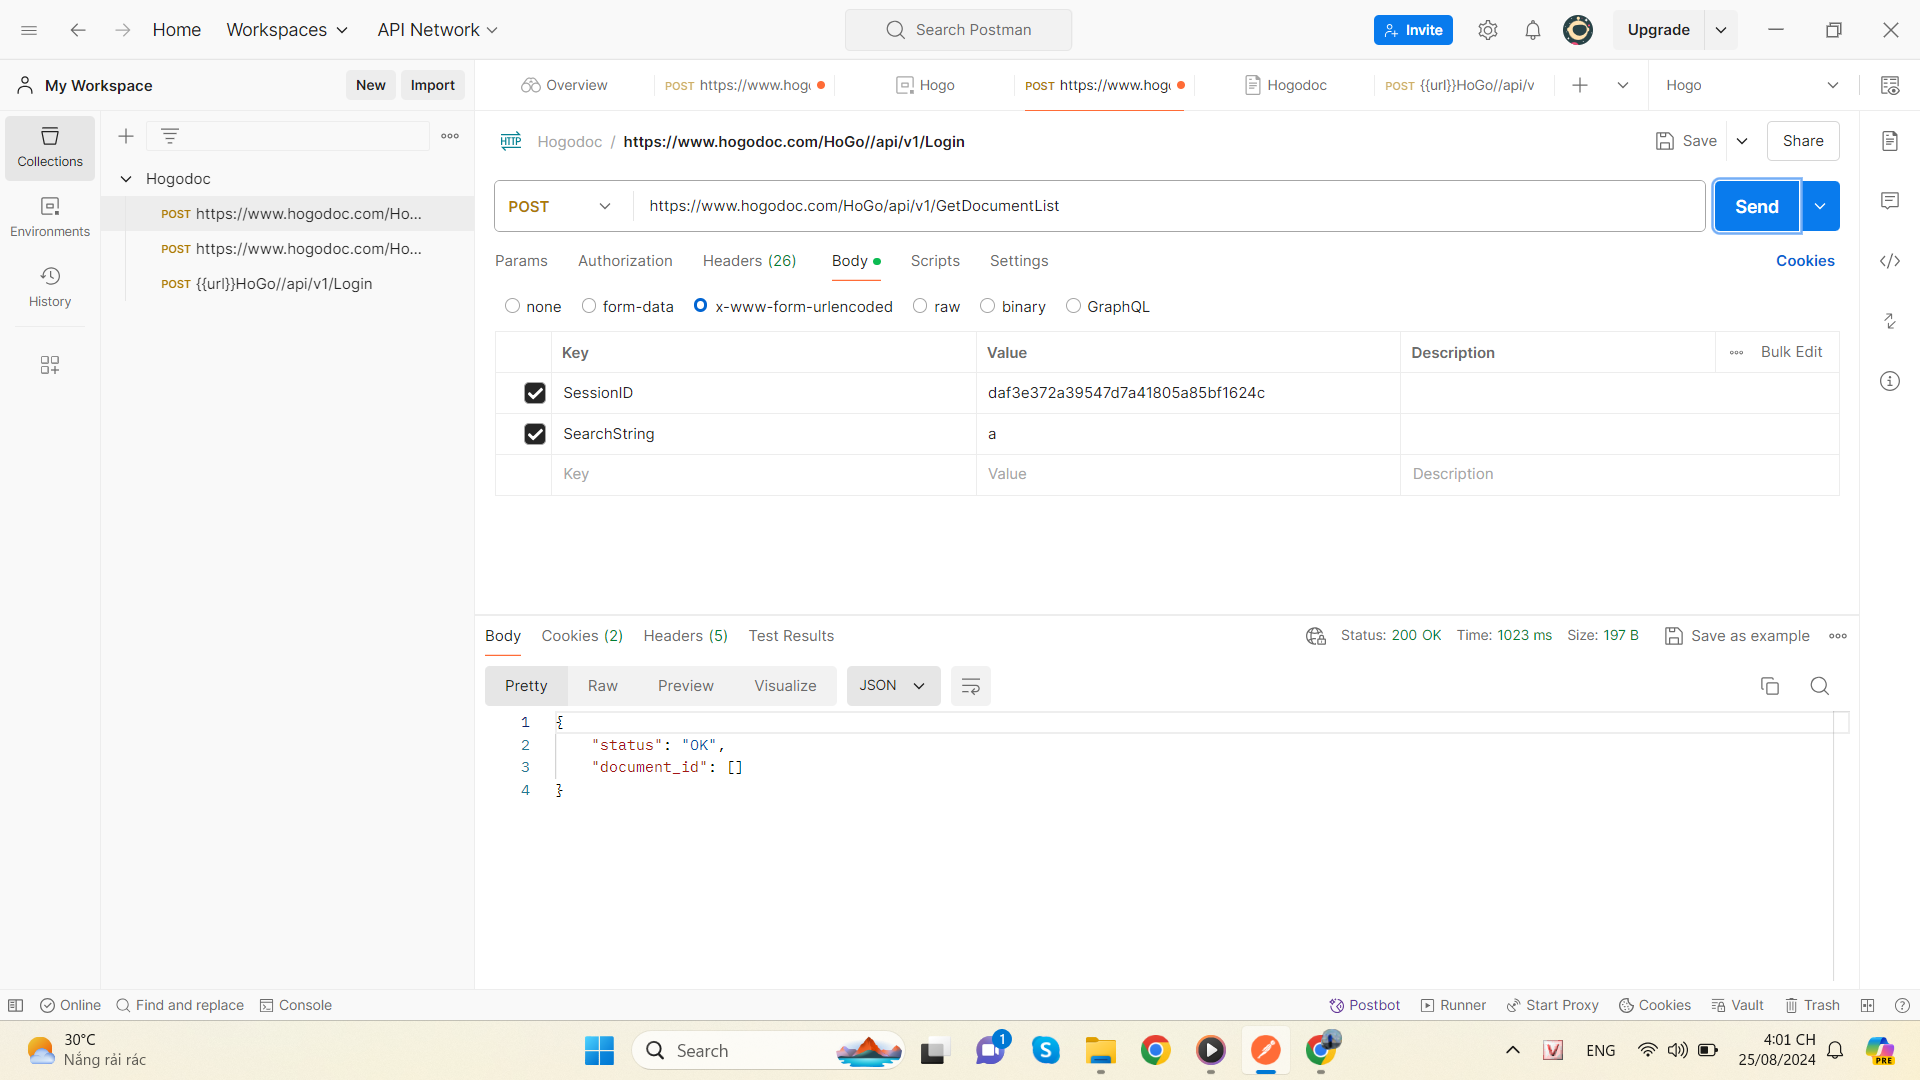 Home
Workspaces
API Network
Search Postman
Invite
Upgrade
My Workspace
New
Import
Overview
POST https://www.hog
Hogo
POST https://www.hog
Hogodoc
POST {{url}}HoGo//api/v
Hogo
Collections
Environments
History
Hogodoc
POST https://www.hogodoc.com/Ho...
POST https://www.hogodoc.com/Ho...
POST {{url}}HoGo//api/v1/Login
HTTP Hogodoc / https://www.hogodoc.com/HoGo//api/v1/Login
Save
Share
POST
https://www.hogodoc.com/HoGo/api/v1/GetDocumentList
Send
Params
Authorization
Headers (26)
Body
Scripts
Settings
Cookies
none
form-data
x-www-form-urlencoded
raw
binary
GraphQL
Key
Value
Description
Bulk Edit
SessionID
daf3e372a39547d7a41805a85bf1624c
SearchString
a
Key
Value
Description
Body
Cookies (2)
Headers (5)
Test Results
Status: 200 OK
Time: 1023 ms
Size: 197 B
Save as example
Pretty
Raw
Preview
Visualize
JSON
1 {
2 "status": "OK",
3 "document_id": []
4 }
Online
Find and replace
Console
Postbot
Runner
Start Proxy
Cookies
Vault
Trash
30°C
Nắng rải rác
Search
1
ENG
4:01 CH
25/08/2024
PRE